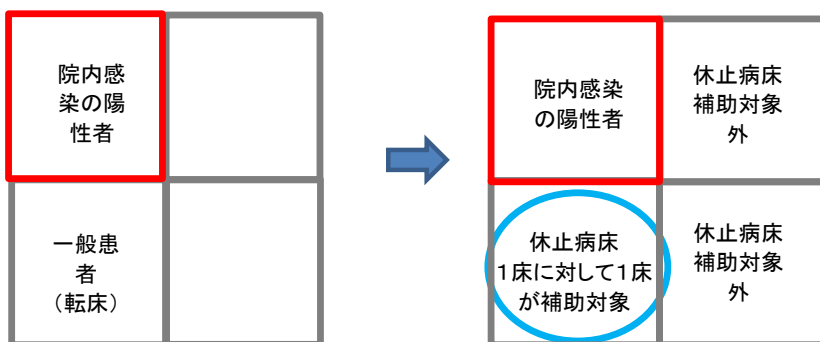 院内感
染の陽
性者
一般患
者
（転床）
院内感染
の陽性者
休止病床
補助対象
外
休止病床
1床に対して1床
が補助対象
休止病床
補助対象
外